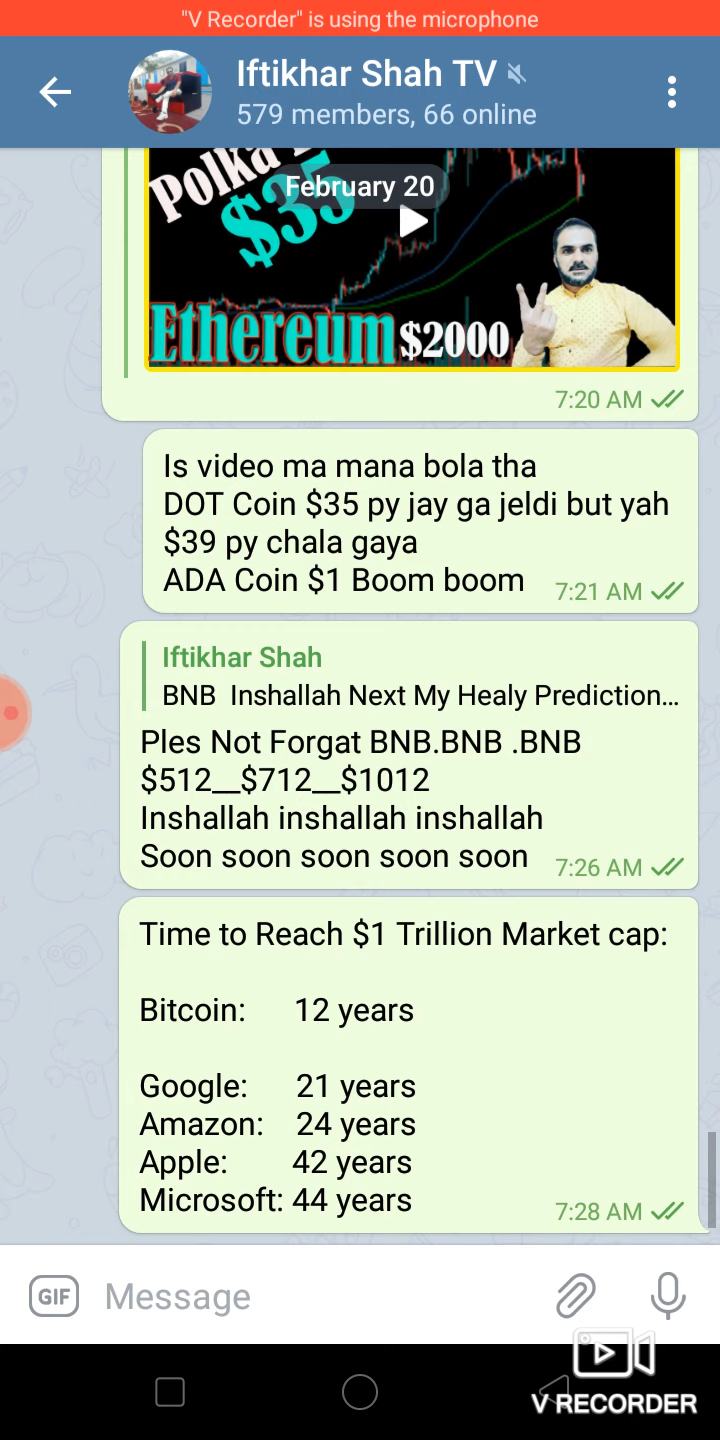 "V Recorder" is using the microphone
Iftikhar Shah TV
579 members, 66 online
Polka
February 20
$35
Ethereum $2000
7:20 AM
Is video ma mana bola tha
DOT Coin $35 py jay ga jeldi but yah
$39 py chala gaya
ADA Coin $1 Boom boom
7:21 AM
Iftikhar Shah
BNB Inshallah Next My Healy Prediction...
Ples Not Forgat BNB.BNB .BNB
$512__$712__$1012
Inshallah inshallah inshallah
Soon soon soon soon soon
7:26 AM
Time to Reach $1 Trillion Market cap:
Bitcoin: 12 years
Google: 21 years
Amazon: 24 years
Apple: 42 years
Microsoft: 44 years
7:28 AM
GIF
Message
V RECORDER